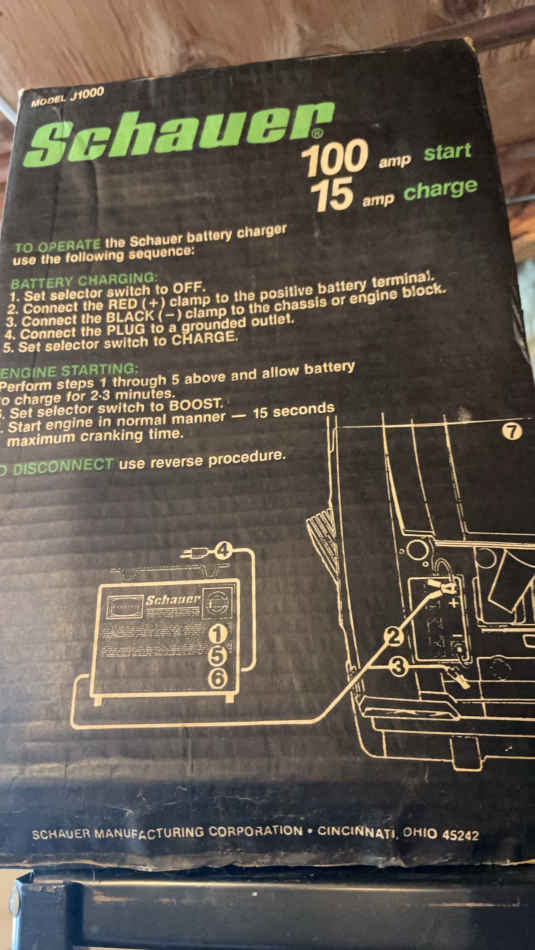 MODEL J1000
Schauer®
100 amp start
15 amp charge
TO OPERATE the Schauer battery charger
use the following sequence:
BATTERY CHARGING:
1. Set selector switch to OFF.
2. Connect the RED (+) clamp to the positive battery terminal.
3. Connect the BLACK (−) clamp to the chassis or engine block.
4. Connect the PLUG to a grounded outlet.
5. Set selector switch to CHARGE.
ENGINE STARTING:
Perform steps 1 through 5 above and allow battery
to charge for 2-3 minutes.
6. Set selector switch to BOOST.
. Start engine in normal manner — 15 seconds
maximum cranking time.
O DISCONNECT use reverse procedure.
7
4
Schauer
1
5
6
2
3
+
−
SCHAUER MANUFACTURING CORPORATION • CINCINNATI, OHIO 45242